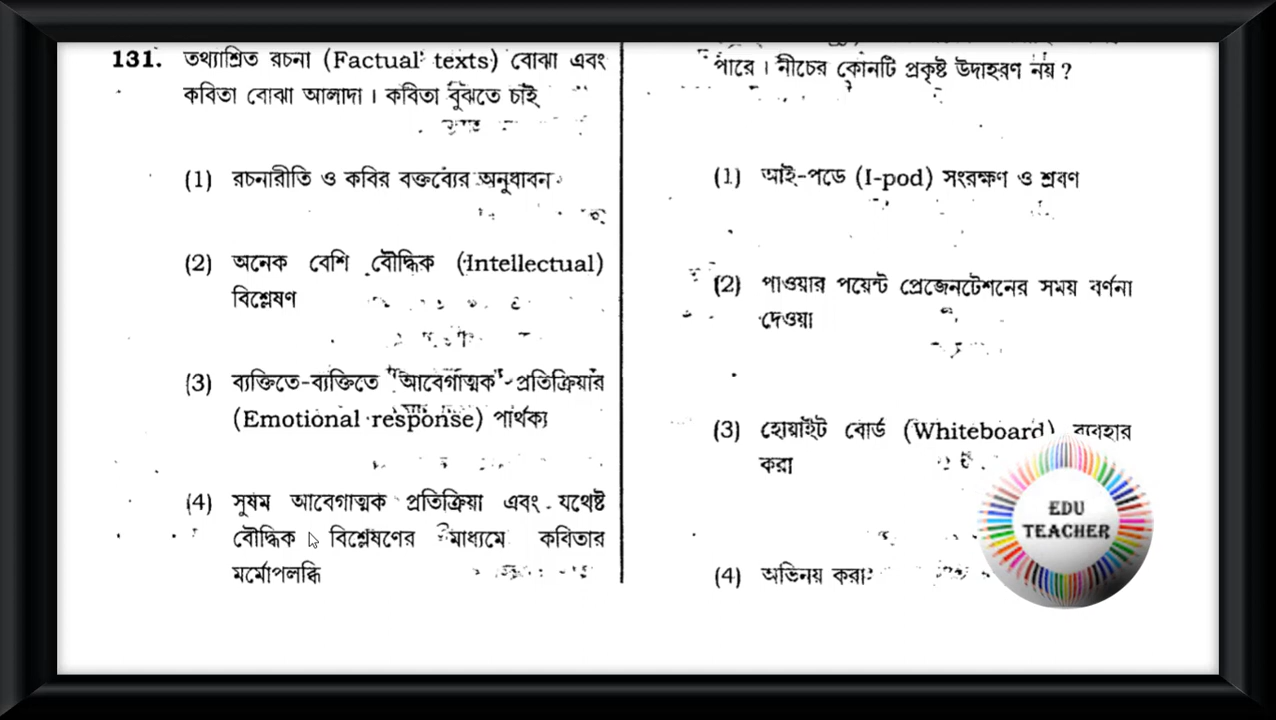 131. তথ্যাশ্রিত রচনা (Factual texts) বোঝা এবং
কবিতা বোঝা আলাদা। কবিতা বুঝতে চাই
(1) রচনারীতি ও কবির বক্তব্যের অনুধাবন
(2) অনেক বেশি বৌদ্ধিক (Intellectual)
বিশ্লেষণ
(3) ব্যক্তিতে-ব্যক্তিতে আবেগাত্মক প্রতিক্রিয়ার
(Emotional response) পার্থক্য
(4) সুষম আবেগাত্মক প্রতিক্রিয়া এবং যথেষ্ট
বৌদ্ধিক বিশ্লেষণের মাধ্যমে কবিতার
মর্মোপলব্ধি
পারে। নীচের কোনটি প্রকৃষ্ট উদাহরণ নয়?
(1) আই-পডে (I-pod) সংরক্ষণ ও শ্রবণ
(2) পাওয়ার পয়েন্ট প্রেজেনটেশনের সময় বর্ণনা
দেওয়া
(3) হোয়াইট বোর্ড (Whiteboard) ব্যবহার
করা
(4) অভিনয় করা
EDU
TEACHER